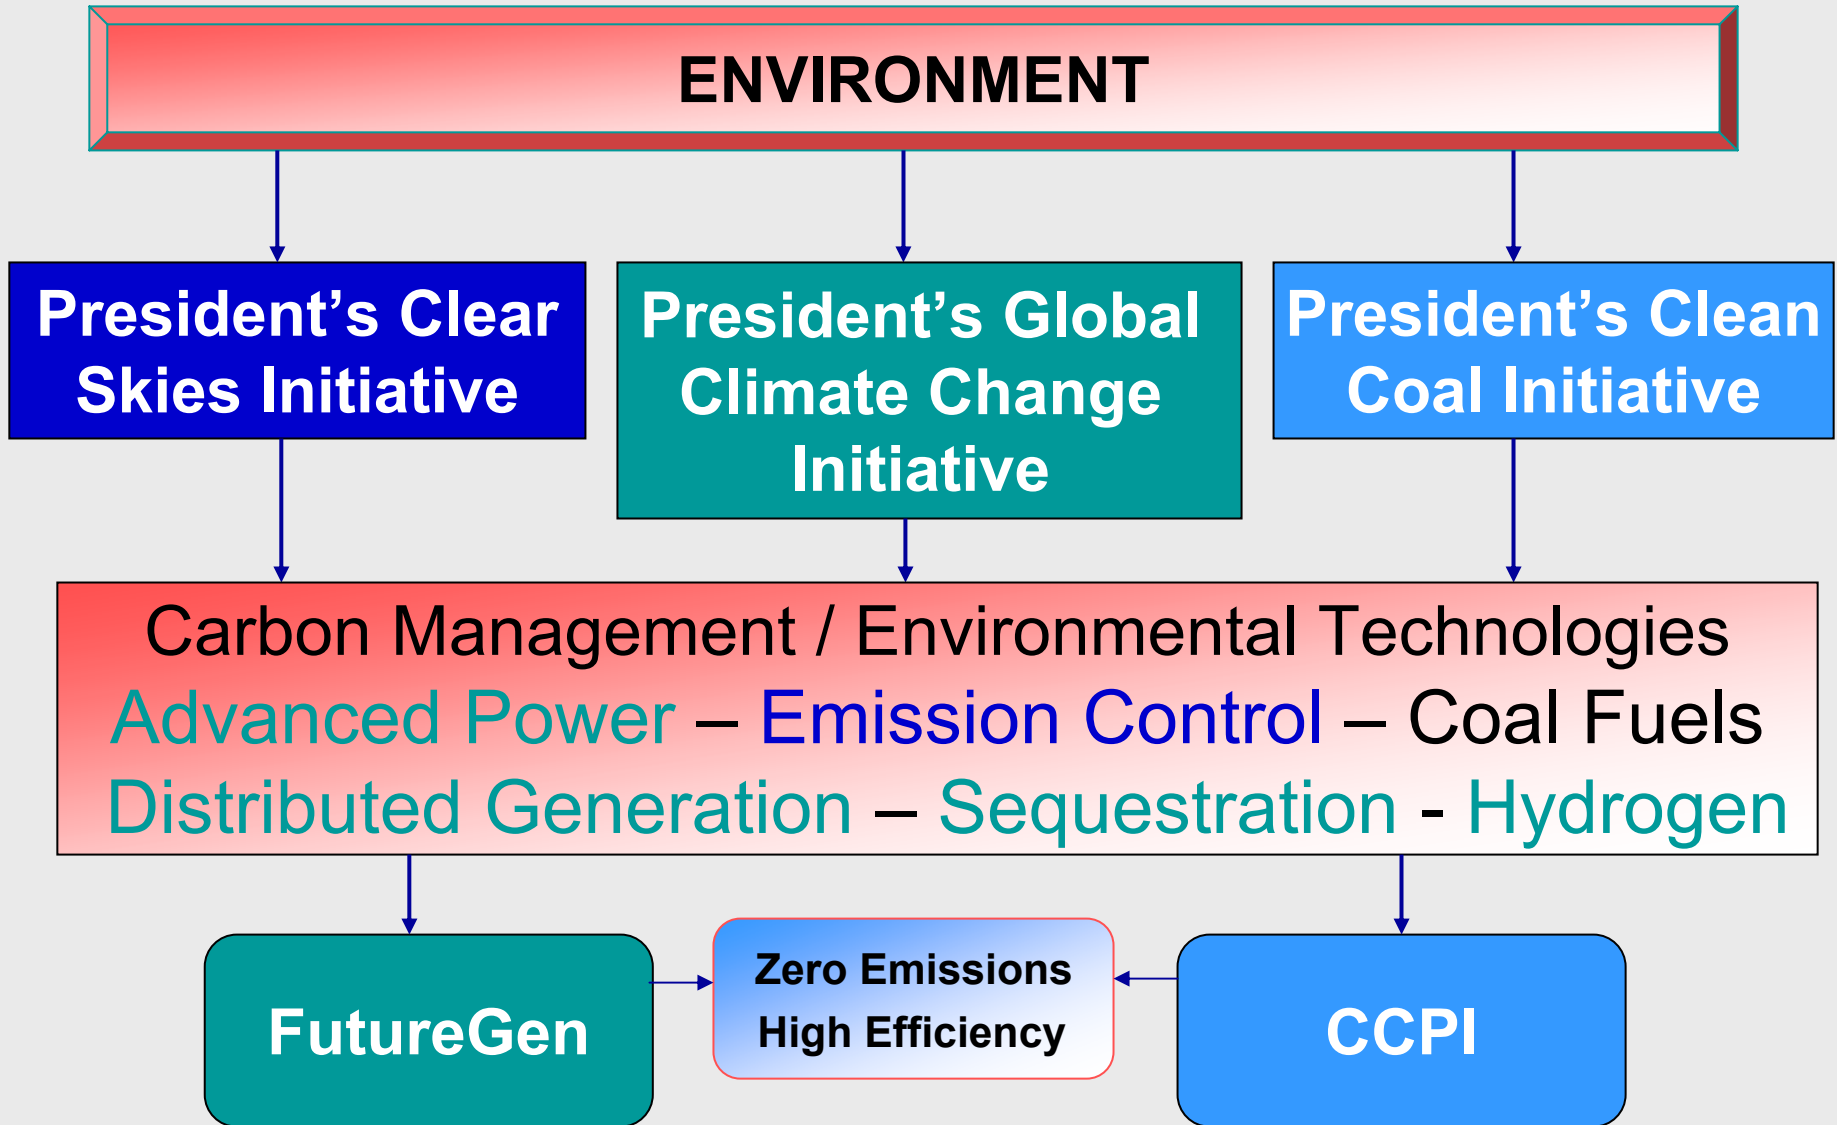 ENVIRONMENT
President’s Clear
Skies Initiative
President’s Global
Climate Change
Initiative
President’s Clean
Coal Initiative
Carbon Management / Environmental Technologies
Advanced Power – Emission Control – Coal Fuels
Distributed Generation – Sequestration - Hydrogen
FutureGen
Zero Emissions
High Efficiency
CCPI